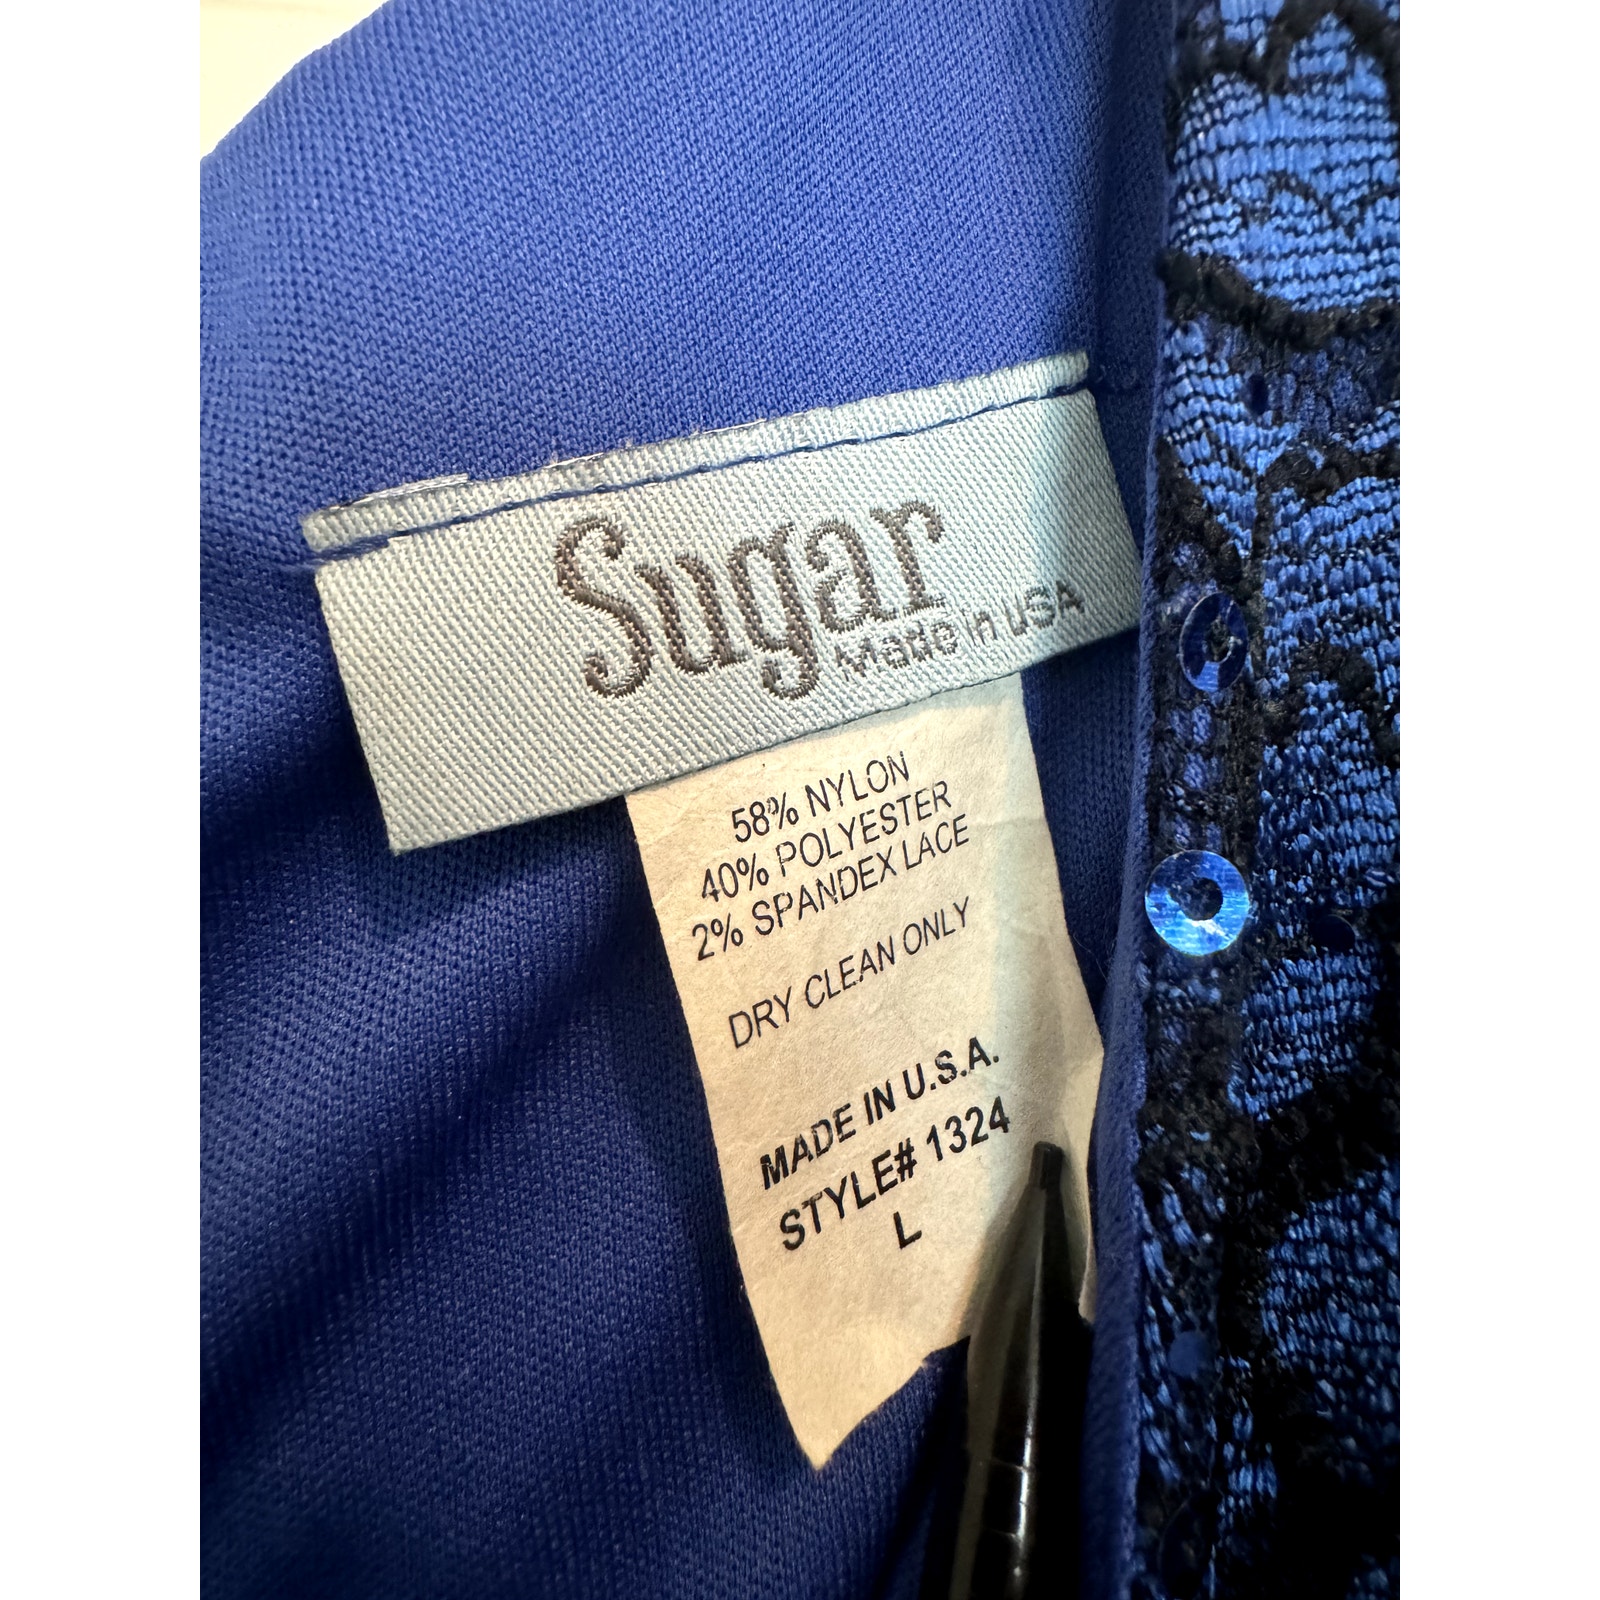 Sugar
Made in USA
58% NYLON
40% POLYESTER
2% SPANDEX LACE
DRY CLEAN ONLY
MADE IN U.S.A.
STYLE# 1324
L